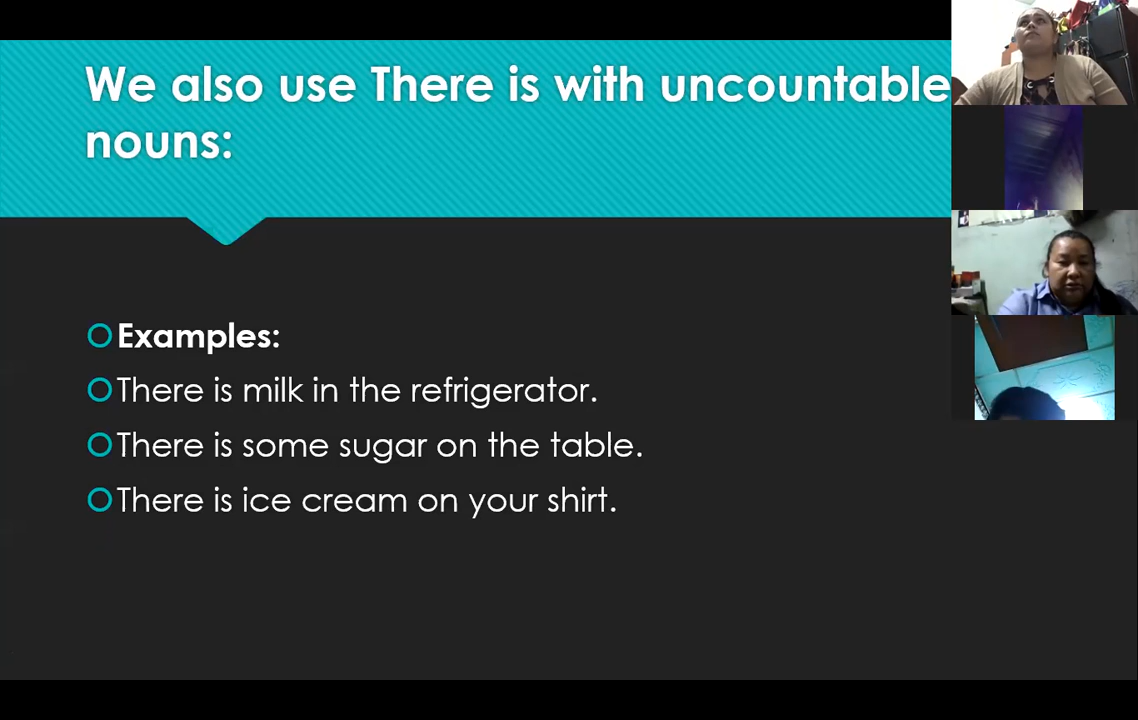 We also use There is with uncountable
nouns:
Examples:
There is milk in the refrigerator.
There is some sugar on the table.
There is ice cream on your shirt.